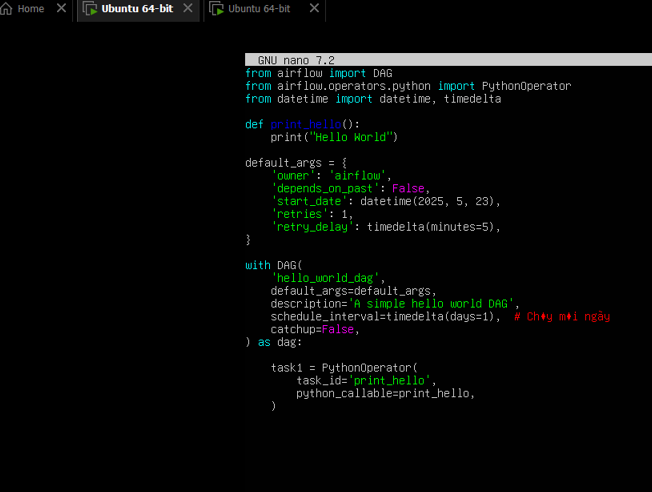 Home
Ubuntu 64-bit
Ubuntu 64-bit
GNU nano 7.2
from airflow import DAG
from airflow.operators.python import PythonOperator
from datetime import datetime, timedelta
def print_hello():
    print("Hello World")
default_args = {
    'owner': 'airflow',
    'depends_on_past': False,
    'start_date': datetime(2025, 5, 23),
    'retries': 1,
    'retry_delay': timedelta(minutes=5),
}
with DAG(
    'hello_world_dag',
    default_args=default_args,
    description='A simple hello world DAG',
    schedule_interval=timedelta(days=1),  # Ch♦y m♦i ngày
    catchup=False,
) as dag:
    task1 = PythonOperator(
        task_id='print_hello',
        python_callable=print_hello,
    )